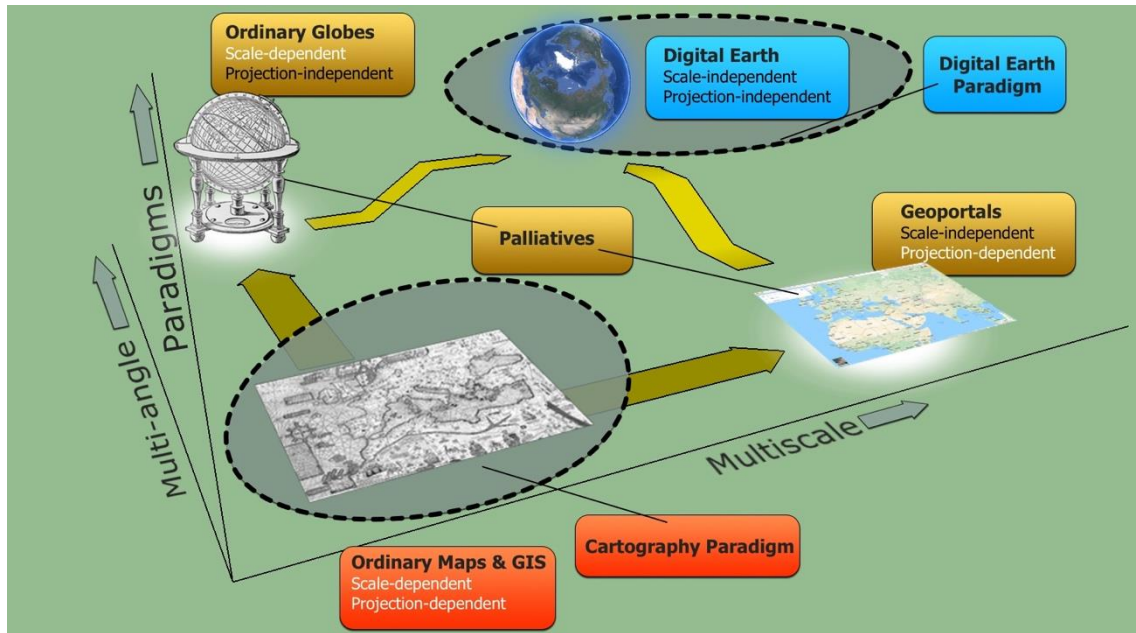 Ordinary Globes
Scale-dependent
Projection-independent
Digital Earth
Scale-independent
Projection-independent
Digital Earth
Paradigm
Paradigms
Multi-angle
Palliatives
Geoportals
Scale-independent
Projection-dependent
Multiscale
Cartography Paradigm
Ordinary Maps & GIS
Scale-dependent
Projection-dependent